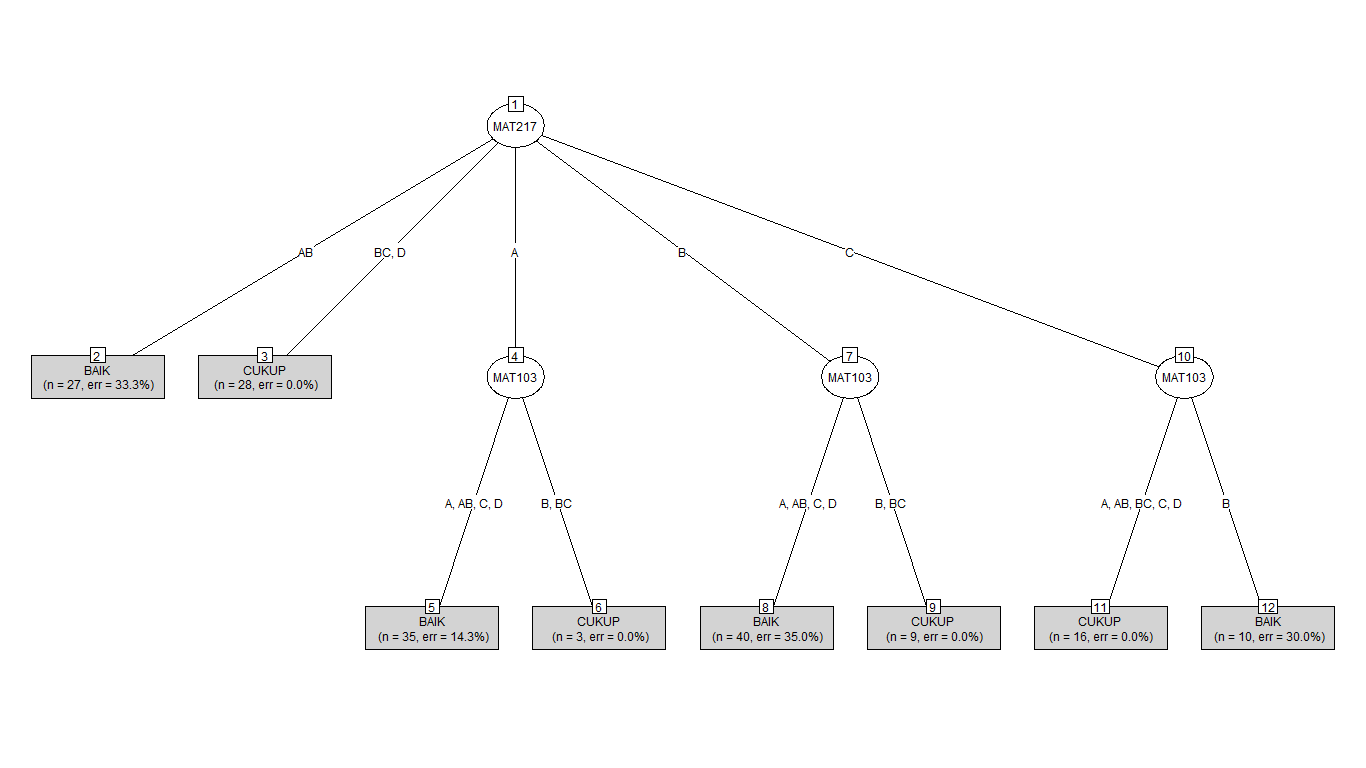 1
MAT217
AB
BC, D
A
B
C
2
BAIK
(n = 27, err = 33.3%)
3
CUKUP
(n = 28, err = 0.0%)
4
MAT103
7
MAT103
10
MAT103
A, AB, C, D
B, BC
A, AB, C, D
B, BC
A, AB, BC, C, D
B
5
BAIK
(n = 35, err = 14.3%)
6
CUKUP
(n = 3, err = 0.0%)
8
BAIK
(n = 40, err = 35.0%)
9
CUKUP
(n = 9, err = 0.0%)
11
CUKUP
(n = 16, err = 0.0%)
12
BAIK
(n = 10, err = 30.0%)